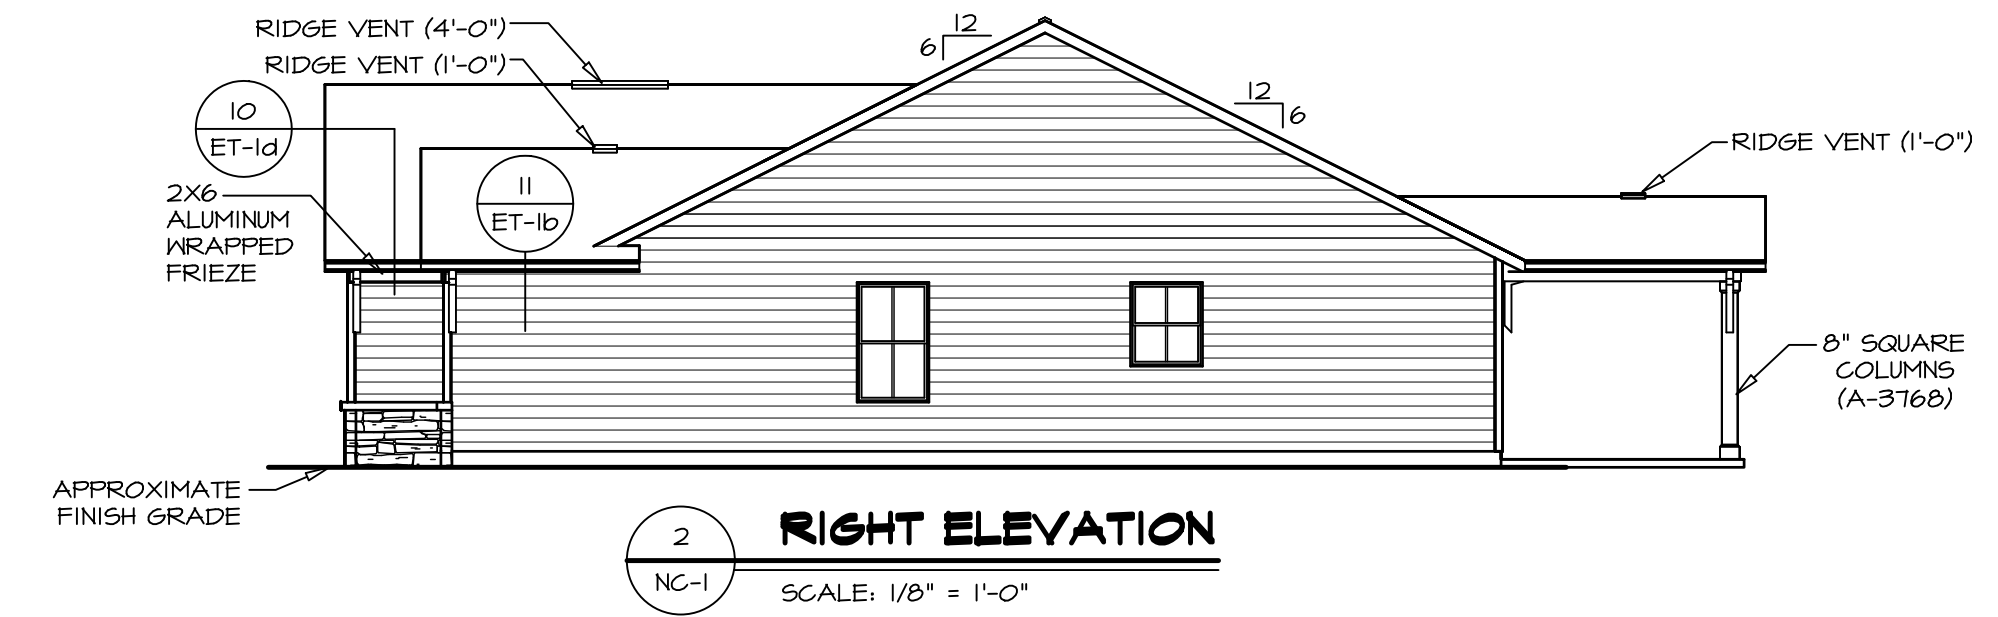 RIDGE VENT (4'-0")
RIDGE VENT (1'-0")
10
ET-1d
2X6
ALUMINUM
WRAPPED
FRIEZE
11
ET-1b
12
6
12
6
RIDGE VENT (1'-0")
8" SQUARE
COLUMNS
(A-3768)
APPROXIMATE
FINISH GRADE
2
NC-1
RIGHT ELEVATION
SCALE: 1/8" = 1'-0"